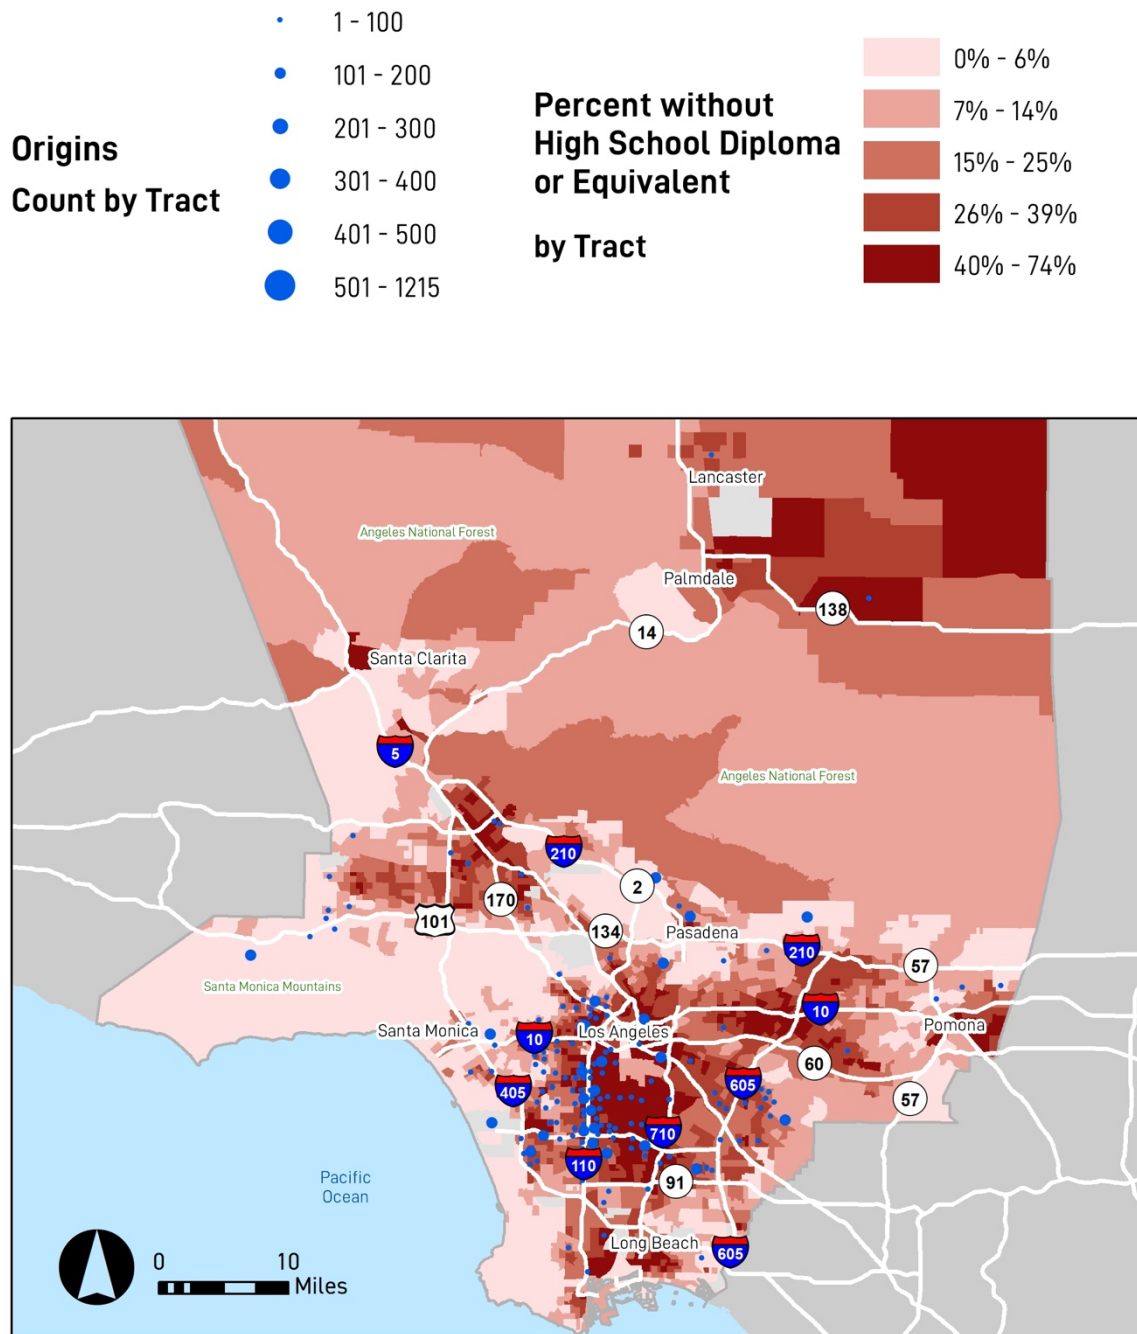 1 - 100
101 - 200
201 - 300
301 - 400
401 - 500
501 - 1215
Origins
Count by Tract
Percent without
High School Diploma
or Equivalent
by Tract
0% - 6%
7% - 14%
15% - 25%
26% - 39%
40% - 74%
Lancaster
Angeles National Forest
Palmdale
138
14
Santa Clarita
5
Angeles National Forest
210
2
170
101
134
Pasadena
210
57
Santa Monica Mountains
10
Santa Monica
10
Los Angeles
Pomona
60
405
605
57
710
110
91
Pacific
Ocean
Long Beach
605
0 10
Miles